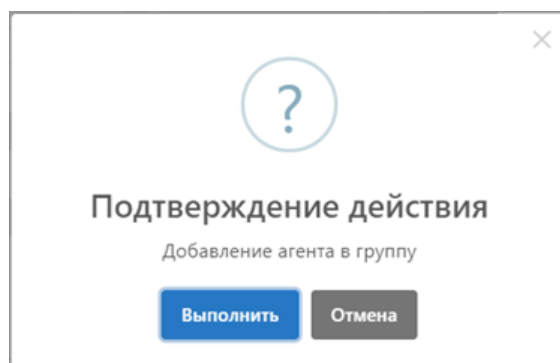 ?
Подтверждение действия
Добавление агента в группу
Выполнить Отмена